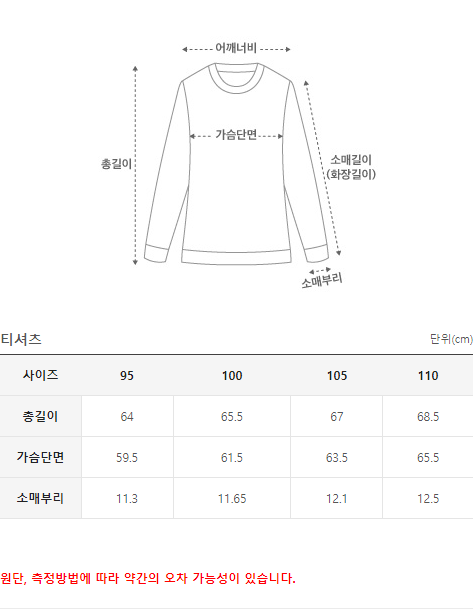 어깨너비
가슴단면
총길이
소매길이
(화장길이)
소매부리
티셔츠 단위(cm)
사이즈 95 100 105 110
총길이 64 65.5 67 68.5
가슴단면 59.5 61.5 63.5 65.5
소매부리 11.3 11.65 12.1 12.5
원단, 측정방법에 따라 약간의 오차 가능성이 있습니다.